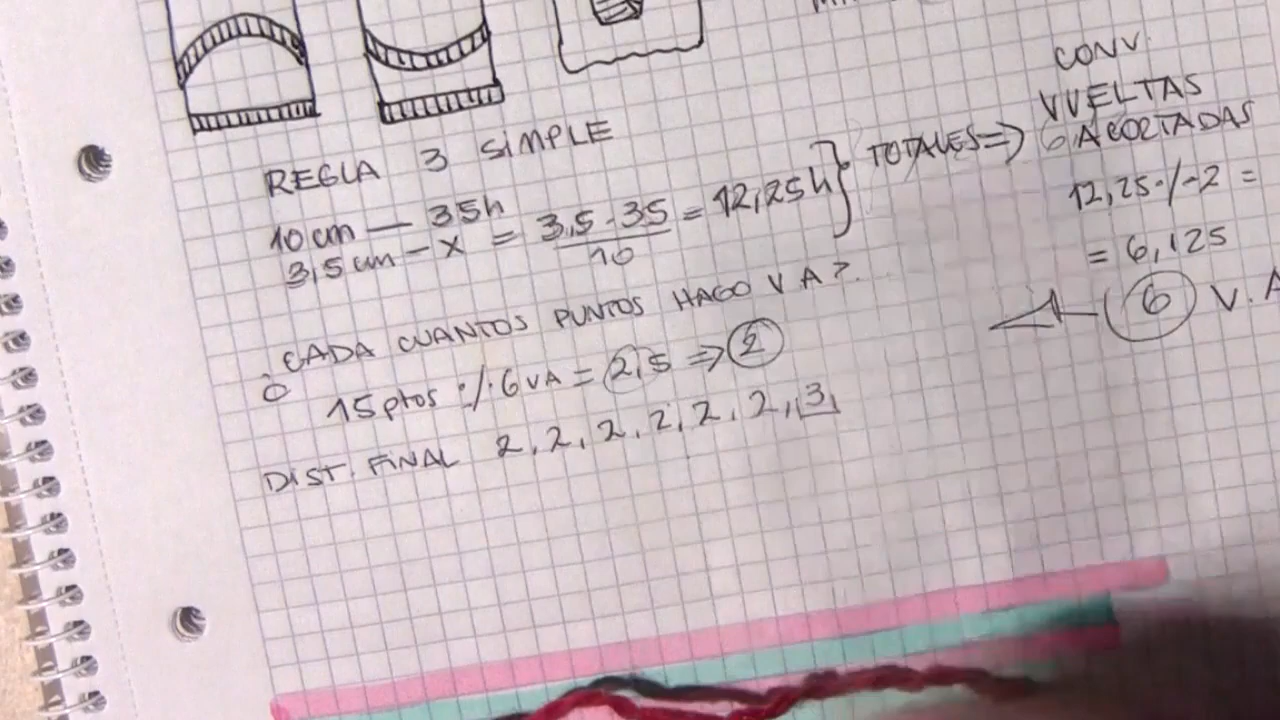 REGLA 3 SIMPLE
10 cm — 35h
3,5 cm — X = 3,5 · 35 / 10 = 12,25 h } TOTALES => 
CONV.
VUELTAS
ACORTADAS
12,25 ·/· 2 =
= 6,125
6 V. A
CADA CUANTOS PUNTOS HAGO V A?
15 ptos ·/· 6 VA = 2,5 => 2
DIST. FINAL 2, 2, 2, 2, 2, 2, 3